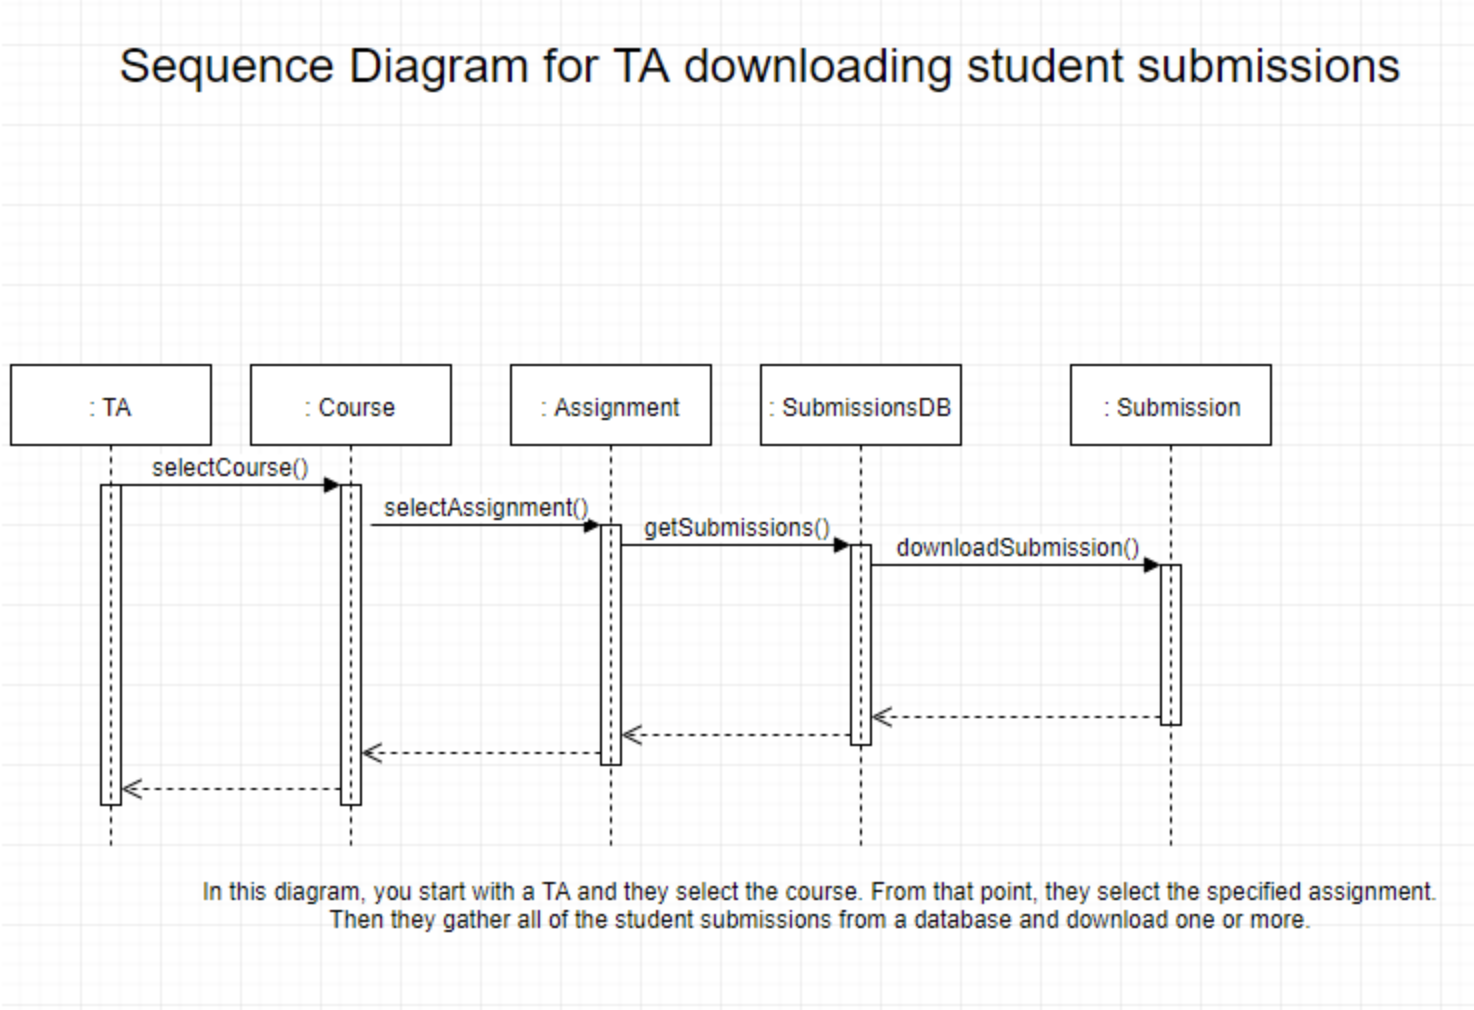 Sequence Diagram for TA downloading student submissions
: TA
: Course
: Assignment
: SubmissionsDB
: Submission
selectCourse()
selectAssignment()
getSubmissions()
downloadSubmission()
In this diagram, you start with a TA and they select the course. From that point, they select the specified assignment.
Then they gather all of the student submissions from a database and download one or more.